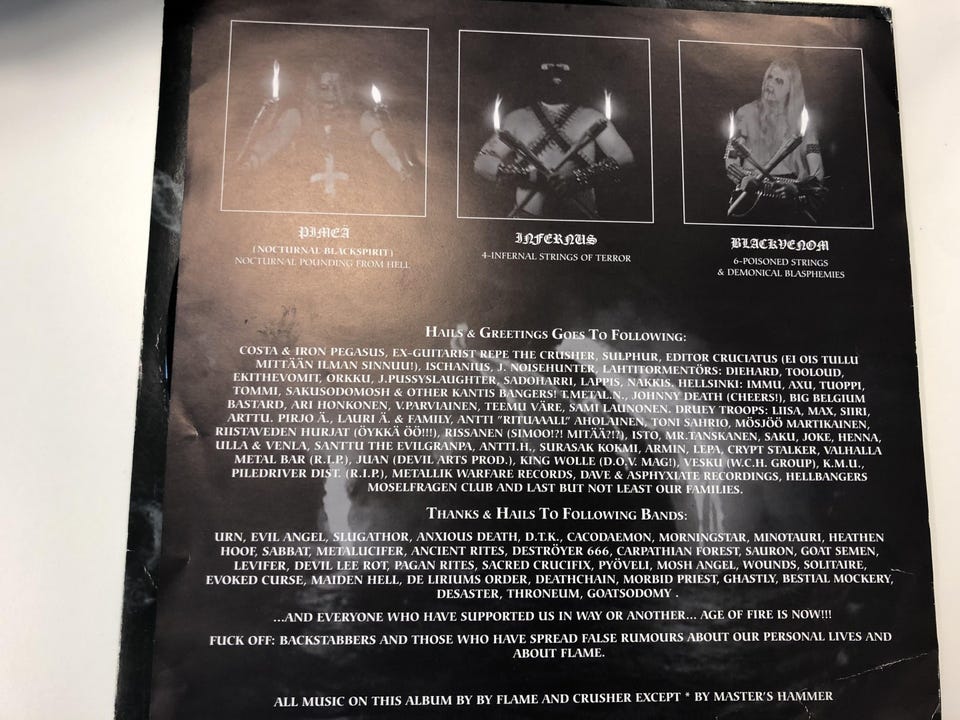 PIMEÄ
(NOCTURNAL BLACKSPIRIT)
NOCTURNAL POUNDING FROM HELL
INFERNUS
4-INFERNAL STRINGS OF TERROR
BLACKVENOM
6-POISONED STRINGS
& DEMONICAL BLASPHEMIES
HAILS & GREETINGS GOES TO FOLLOWING:
COSTA & IRON PEGASUS, EX-GUITARIST REPE THE CRUSHER, SULPHUR, EDITOR CRUCIATUS (EI OIS TULLU
MITTÄÄN ILMAN SINNUU!), ISCHANIUS, J. NOISEHUNTER, LAHTITORMENTÖRS: DIEHARD, TOOLOUD,
EKITHEVOMIT, ORKKU, J.PUSSYSLAUGHTER, SADOHARRI, LAPPIS, NAKKIS, HELLSINKI: IMMU, AXU, TUOPPI,
TOMMI, SAKUSODOMOSH & OTHER KANTIS BANGERS! T.METAL.N., JOHNNY DEATH (CHEERS!), BIG BELGIUM
BASTARD, ARI HONKONEN, V.PARVIAINEN, TEEMU VÄRE, SAMI LAUNONEN. DRUEY TROOPS: LIISA, MAX, SIIRI,
ARTTU. PIRJO Ä., LAURI Ä. & FAMILY, ANTTI "RITUAAALL" AHOLAINEN, TONI SAHRIO, MÖSJÖÖ MARTIKAINEN,
RIISTAVEDEN HURJAT (ÖYKKÄ ÖÖ!!!), RISSANEN (SIMOO!?! MITÄÄ?!?), ISTO, MR.TANSKANEN, SAKU, JOKE, HENNA,
ULLA & VENLA, SANTTU THE EVILGRANPA, ANTTI.H., SURASAK KOKMI, ARMIN, LEPA, CRYPT STALKER, VALHALLA
METAL BAR (R.I.P.), JUAN (DEVIL ARTS PROD.), KING WOLLE (D.O.V. MAG!), VESKU (W.C.H. GROUP), K.M.U.,
PILEDRIVER DIST. (R.I.P.), METALLIK WARFARE RECORDS, DAVE & ASPHYXIATE RECORDINGS, HELLBANGERS
MOSELFRAGEN CLUB AND LAST BUT NOT LEAST OUR FAMILIES.
THANKS & HAILS TO FOLLOWING BANDS:
URN, EVIL ANGEL, SLUGATHOR, ANXIOUS DEATH, D.T.K., CACODAEMON, MORNINGSTAR, MINOTAURI, HEATHEN
HOOF, SABBAT, METALUCIFER, ANCIENT RITES, DESTRÖYER 666, CARPATHIAN FOREST, SAURON, GOAT SEMEN,
LEVIFER, DEVIL LEE ROT, PAGAN RITES, SACRED CRUCIFIX, PYÖVELI, MOSH ANGEL, WOUNDS, SOLITAIRE,
EVOKED CURSE, MAIDEN HELL, DE LIRIUMS ORDER, DEATHCHAIN, MORBID PRIEST, GHASTLY, BESTIAL MOCKERY,
DESASTER, THRONEUM, GOATSODOMY .
...AND EVERYONE WHO HAVE SUPPORTED US IN WAY OR ANOTHER... AGE OF FIRE IS NOW!!!
FUCK OFF: BACKSTABBERS AND THOSE WHO HAVE SPREAD FALSE RUMOURS ABOUT OUR PERSONAL LIVES AND
ABOUT FLAME.
ALL MUSIC ON THIS ALBUM BY BY FLAME AND CRUSHER EXCEPT * BY MASTER'S HAMMER